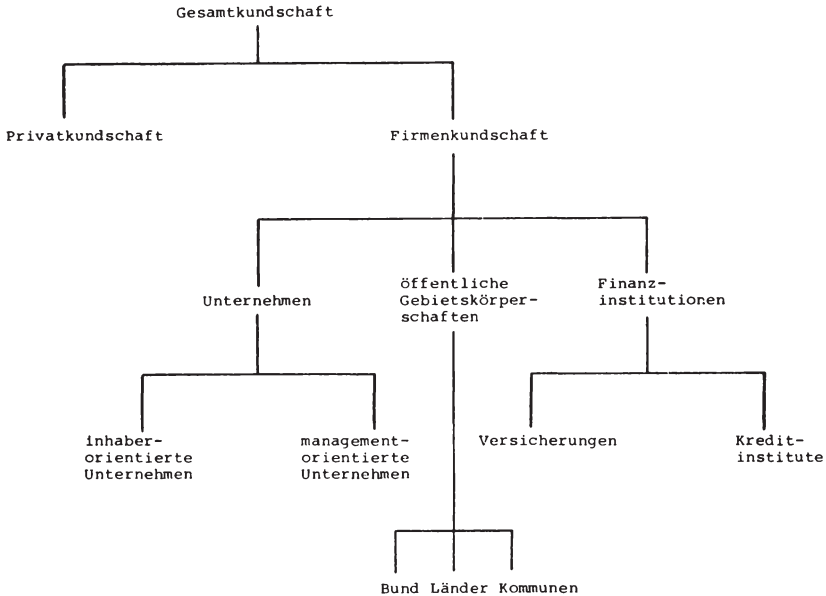 Gesamtkundschaft
Privatkundschaft
Firmenkundschaft
Unternehmen
öffentliche
Gebietskörper-
schaften
Finanz-
institutionen
inhaber-
orientierte
Unternehmen
management-
orientierte
Unternehmen
Versicherungen
Kredit-
institute
Bund Länder Kommunen